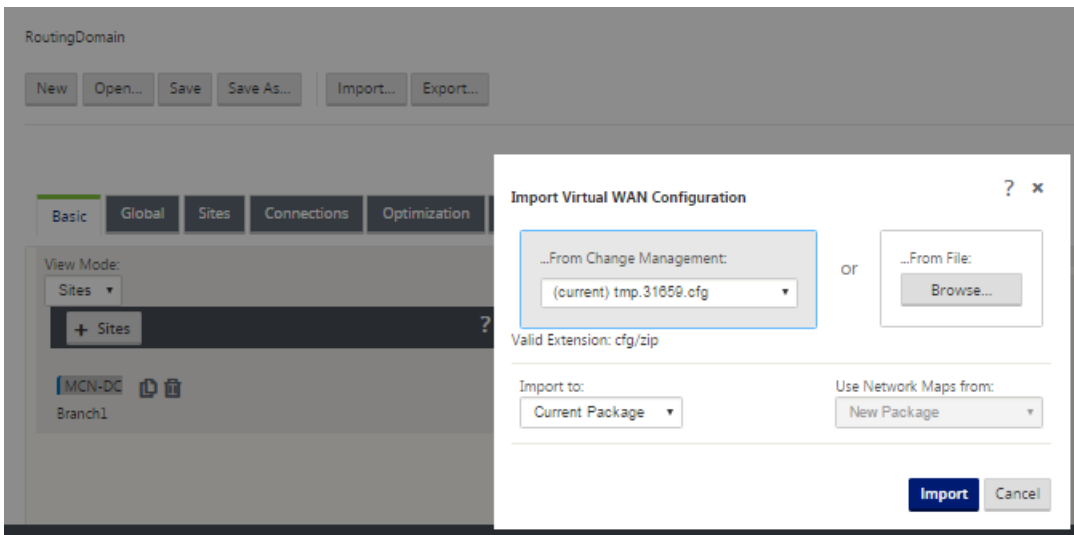 RoutingDomain
New Open... Save Save As... Import... Export...
Basic Global Sites Connections Optimization
View Mode:
Sites
+ Sites ?
MCN-DC
Branch1
Import Virtual WAN Configuration ? ×
...From Change Management:
(current) tmp.31659.cfg
or
...From File:
Browse...
Valid Extension: cfg/zip
Import to:
Current Package
Use Network Maps from:
New Package
Import Cancel